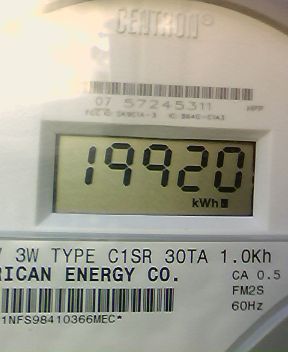 CENTRON®
07 57245311
19920
kWh
3W TYPE C1SR 30TA 1.0Kh
RICAN ENERGY CO.
CA 0.5
FM2S
60Hz
1NFS98410366MEC*